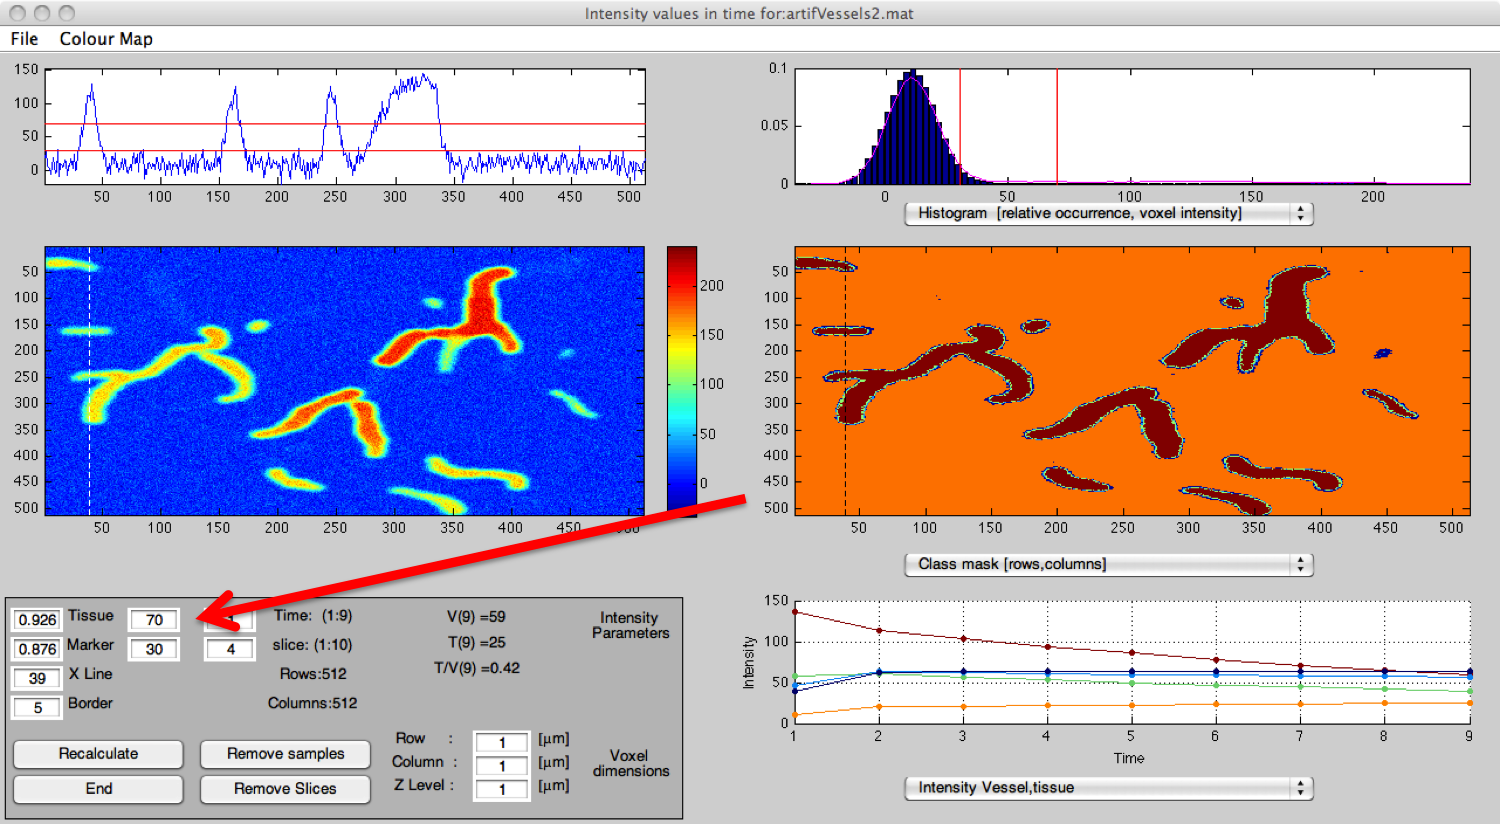 Intensity values in time for:artifVessels2.mat
File Colour Map
150
100
50
0
50 100 150 200 250 300 350 400 450 500
0.1
0.05
0
0 50 100 150 200
Histogram [relative occurrence, voxel intensity]
50
100
150
200
250
300
350
400
450
500
50 100 150 200 250 300 350 400 450 500
200
150
100
50
0
50
100
150
200
250
300
350
400
450
500
50 100 150 200 250 300 350 400 450 500
Class mask [rows,columns]
0.926 Tissue 70 Time: (1:9) V(9) =59 Intensity
Parameters
0.876 Marker 30 4 slice: (1:10) T(9) =25
39 X Line Rows:512 T/V(9) =0.42
5 Border Columns:512
Recalculate Remove samples
End Remove Slices
Row : 1 [µm]
Column : 1 [µm] Voxel
dimensions
Z Level : 1 [µm]
150
100
50
0
Intensity
1 2 3 4 5 6 7 8 9
Time
Intensity Vessel,tissue